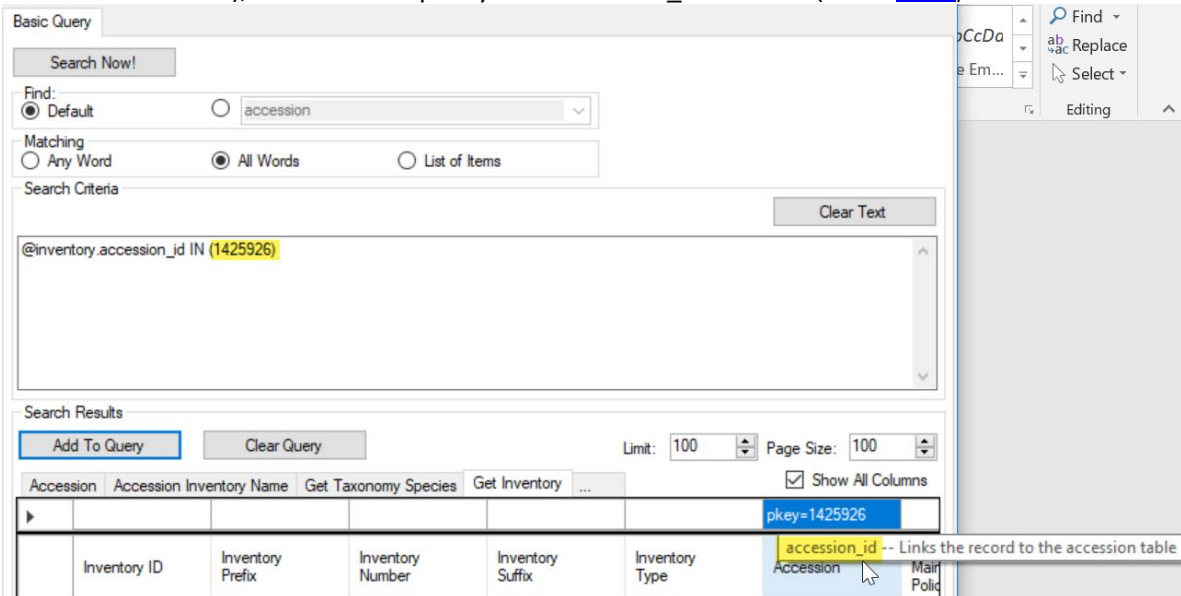 Basic Query
Search Now!
Find:
Default
accession
Matching
Any Word
All Words
List of Items
Search Criteria
Clear Text
@inventory.accession_id IN (1425926)
Search Results
Add To Query
Clear Query
Limit: 100
Page Size: 100
Accession
Accession Inventory Name
Get Taxonomy Species
Get Inventory
...
Show All Columns
pkey=1425926
accession_id -- Links the record to the accession table
Inventory ID
Inventory Prefix
Inventory Number
Inventory Suffix
Inventory Type
Accession
Find
Replace
Select
Editing